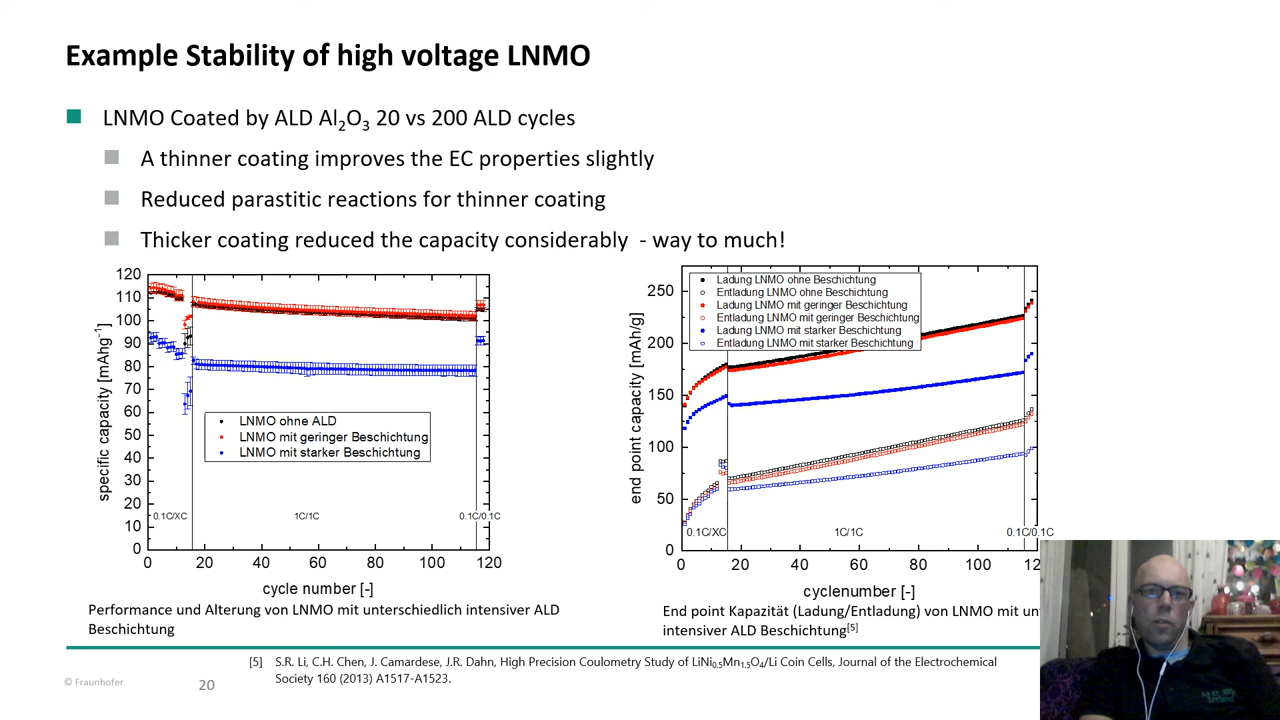 Example Stability of high voltage LNMO
LNMO Coated by ALD Al2O3 20 vs 200 ALD cycles
A thinner coating improves the EC properties slightly
Reduced parastitic reactions for thinner coating
Thicker coating reduced the capacity considerably - way to much!
120
110
100
90
80
70
60
50
40
30
20
10
0
specific capacity [mAhg-1]
LNMO ohne ALD
LNMO mit geringer Beschichtung
LNMO mit starker Beschichtung
0.1C/XC
1C/1C
0.1C/0.1C
0 20 40 60 80 100 120
cycle number [-]
Performance und Alterung von LNMO mit unterschiedlich intensiver ALD
Beschichtung
250
200
150
100
50
0
end point capacity [mAh/g]
Ladung LNMO ohne Beschichtung
Entladung LNMO ohne Beschichtung
Ladung LNMO mit geringer Beschichtung
Entladung LNMO mit geringer Beschichtung
Ladung LNMO mit starker Beschichtung
Entladung LNMO mit starker Beschichtung
0.1C/XC
1C/1C
0.1C/0.1C
0 20 40 60 80 100
cyclenumber [-]
End point Kapazität (Ladung/Entladung) von LNMO mit
intensiver ALD Beschichtung[5]
[5] S.R. Li, C.H. Chen, J. Camardese, J.R. Dahn, High Precision Coulometry Study of LiNi0.5Mn1.5O4/Li Coin Cells, Journal of the Electrochemical
Society 160 (2013) A1517-A1523.
© Fraunhofer
20